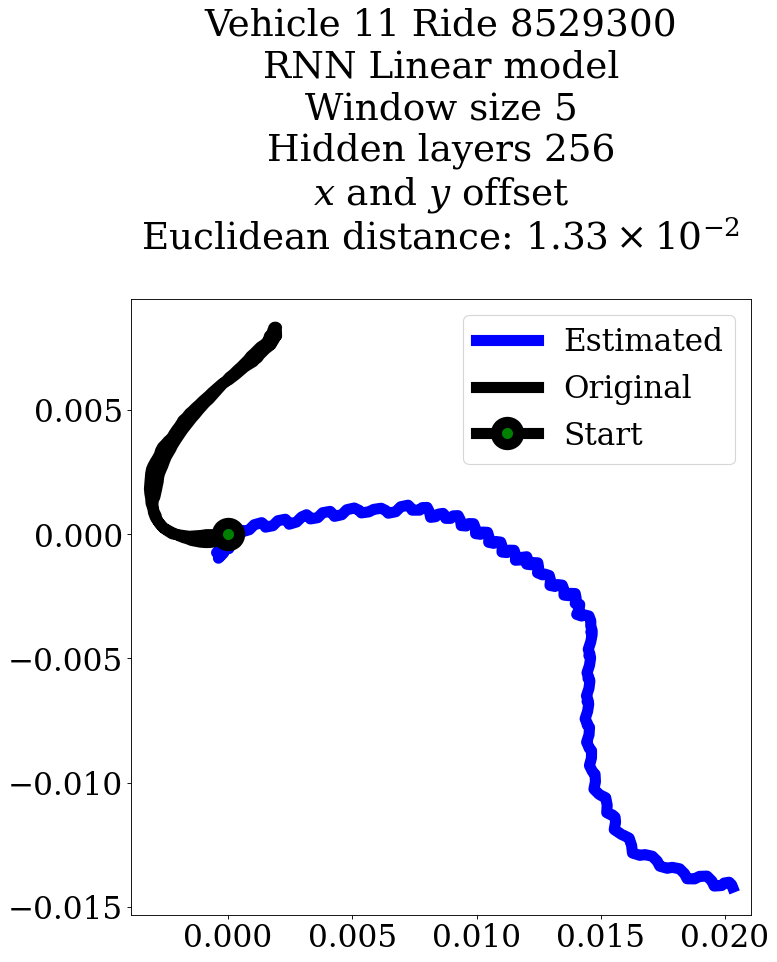 Vehicle 11 Ride 8529300
RNN Linear model
Window size 5
Hidden layers 256
x and y offset
Euclidean distance: 1.33 × 10⁻²
Estimated
Original
Start
0.005
0.000
−0.005
−0.010
−0.015
0.000 0.005 0.010 0.015 0.020